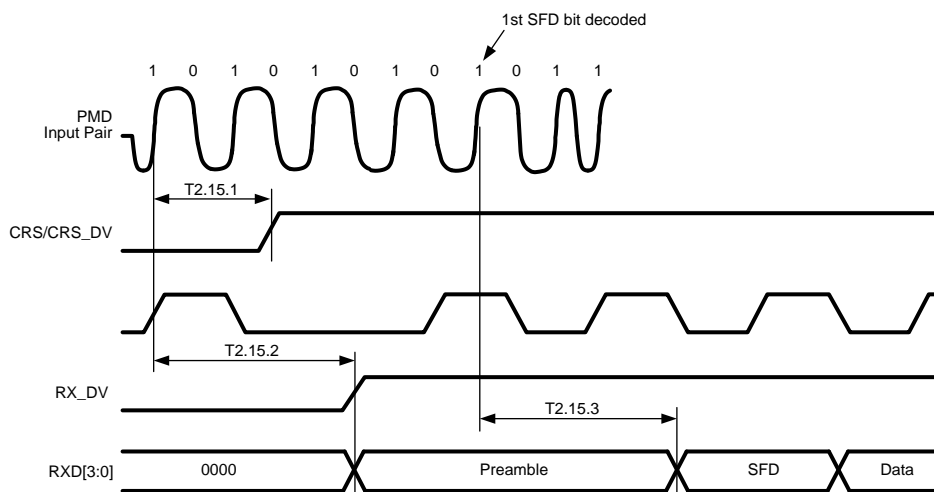 1st SFD bit decoded
1 0 1 0 1 0 1 0 1 0 1 1
PMD
Input Pair
T2.15.1
CRS/CRS_DV
T2.15.2
RX_DV
T2.15.3
RXD[3:0] 0000 Preamble SFD Data